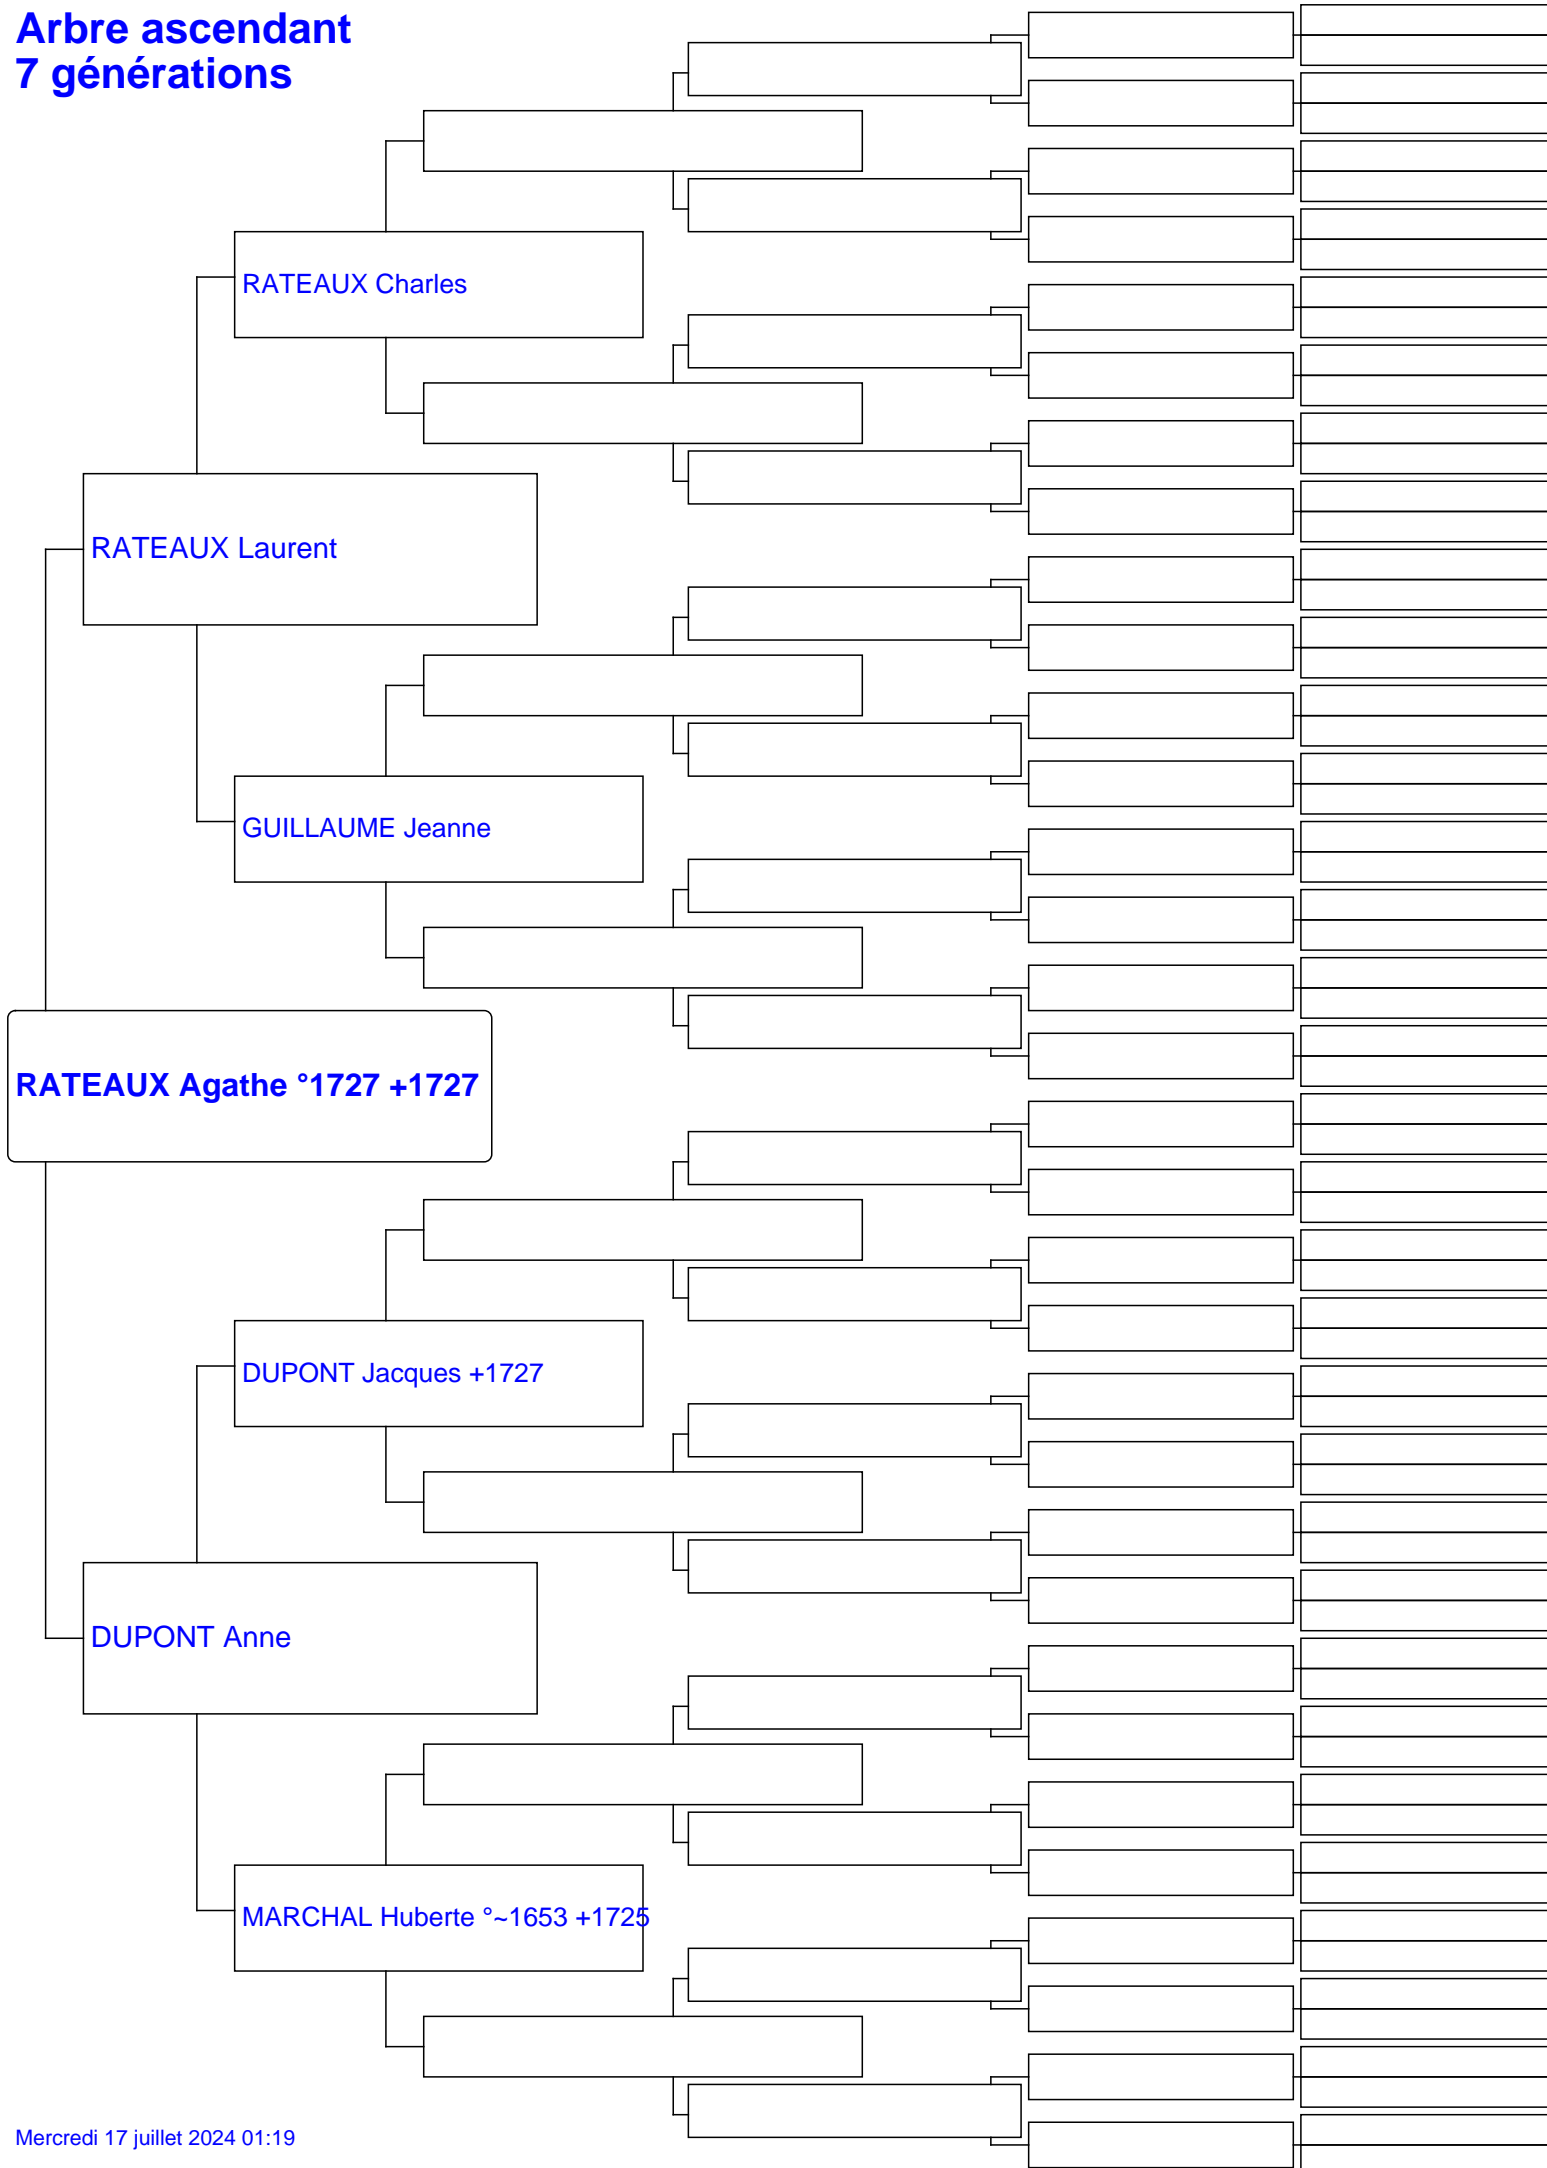 Arbre ascendant
7 générations
RATEAUX Charles
RATEAUX Laurent
GUILLAUME Jeanne
RATEAUX Agathe °1727 +1727
DUPONT Jacques +1727
DUPONT Anne
MARCHAL Huberte °~1653 +1725
Mercredi 17 juillet 2024 01:19